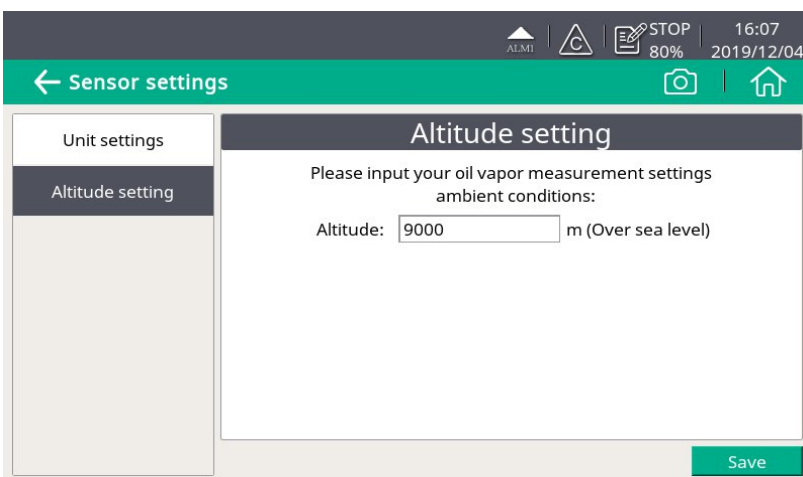 ALM1
C
STOP
80%
16:07
2019/12/04
Sensor settings
Unit settings
Altitude setting
Altitude setting
Please input your oil vapor measurement settings
ambient conditions:
Altitude: 9000 m (Over sea level)
Save